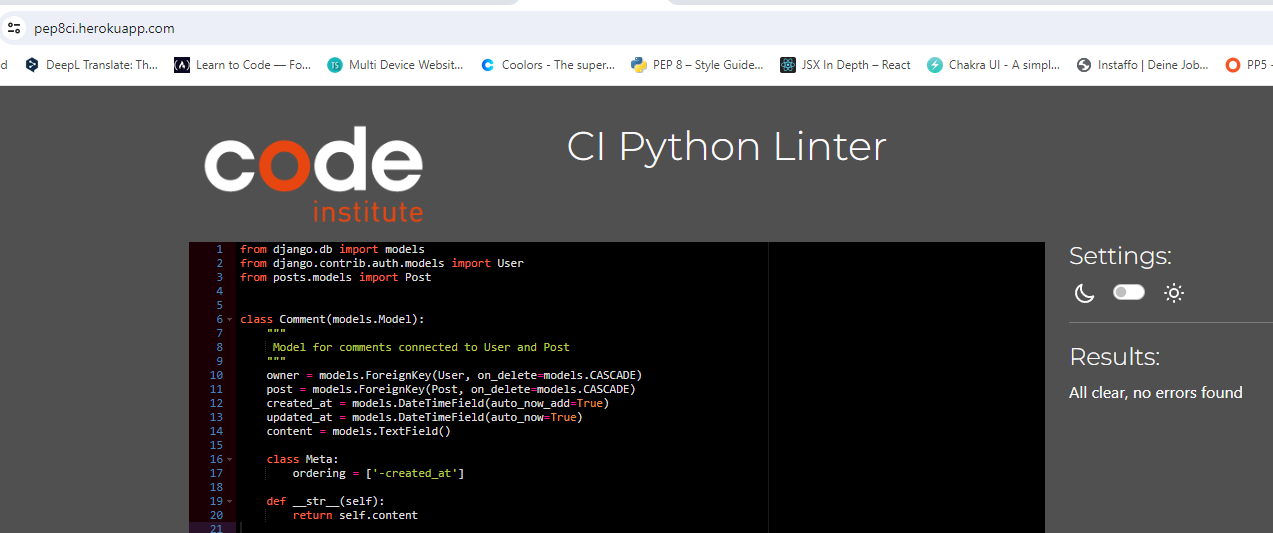 pep8ci.herokuapp.com
d DeepL Translate: Th... Learn to Code — Fo... Multi Device Websit... Coolors - The super... PEP 8 – Style Guide... JSX In Depth – React Chakra UI - A simpl... Instaffo | Deine Job... PP5 -
code
institute
CI Python Linter
1 from django.db import models
2 from django.contrib.auth.models import User
3 from posts.models import Post
4
5
6 class Comment(models.Model):
7     """
8      Model for comments connected to User and Post
9     """
10     owner = models.ForeignKey(User, on_delete=models.CASCADE)
11     post = models.ForeignKey(Post, on_delete=models.CASCADE)
12     created_at = models.DateTimeField(auto_now_add=True)
13     updated_at = models.DateTimeField(auto_now=True)
14     content = models.TextField()
15
16     class Meta:
17         ordering = ['-created_at']
18
19     def __str__(self):
20         return self.content
21
Settings:
Results:
All clear, no errors found